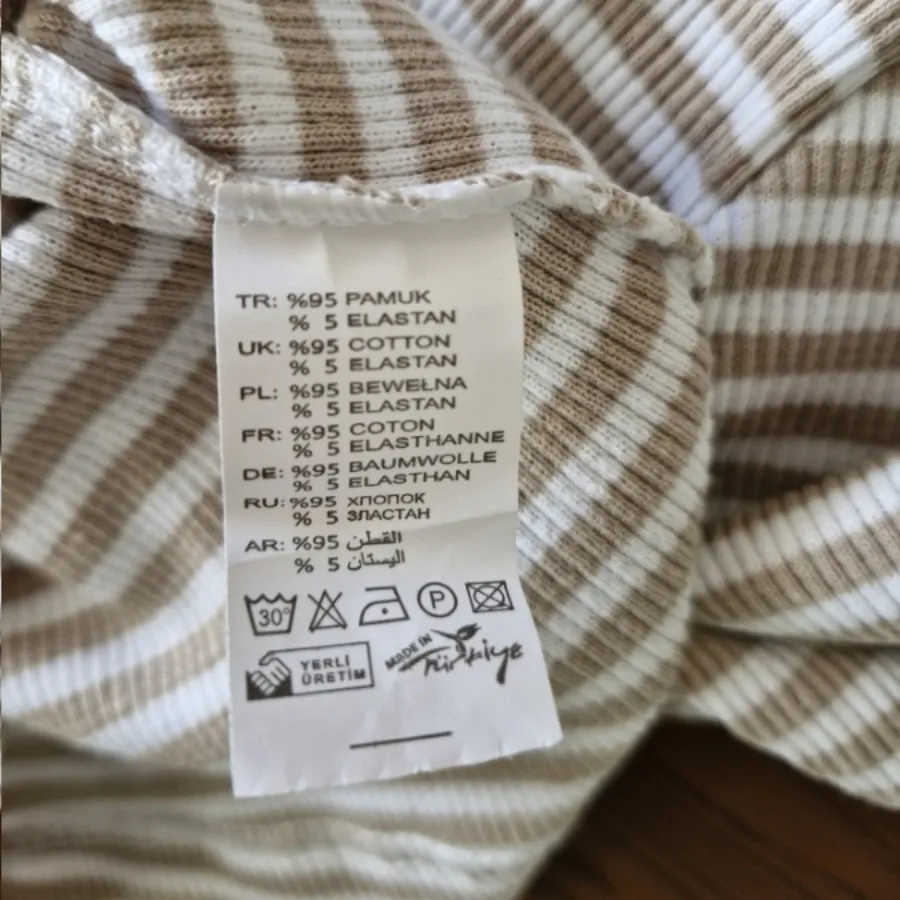 TR: %95 PAMUK
% 5 ELASTAN
UK: %95 COTTON
% 5 ELASTAN
PL: %95 BEWEŁNA
% 5 ELASTAN
FR: %95 COTON
% 5 ELASTHANNE
DE: %95 BAUMWOLLE
% 5 ELASTHAN
RU: %95 ХЛОПОК
% 5 ЗЛАСТАН
AR: %95 القطن
% 5 اليستان
30° P
YERLİ
ÜRETİM
MADE IN
Türkiye